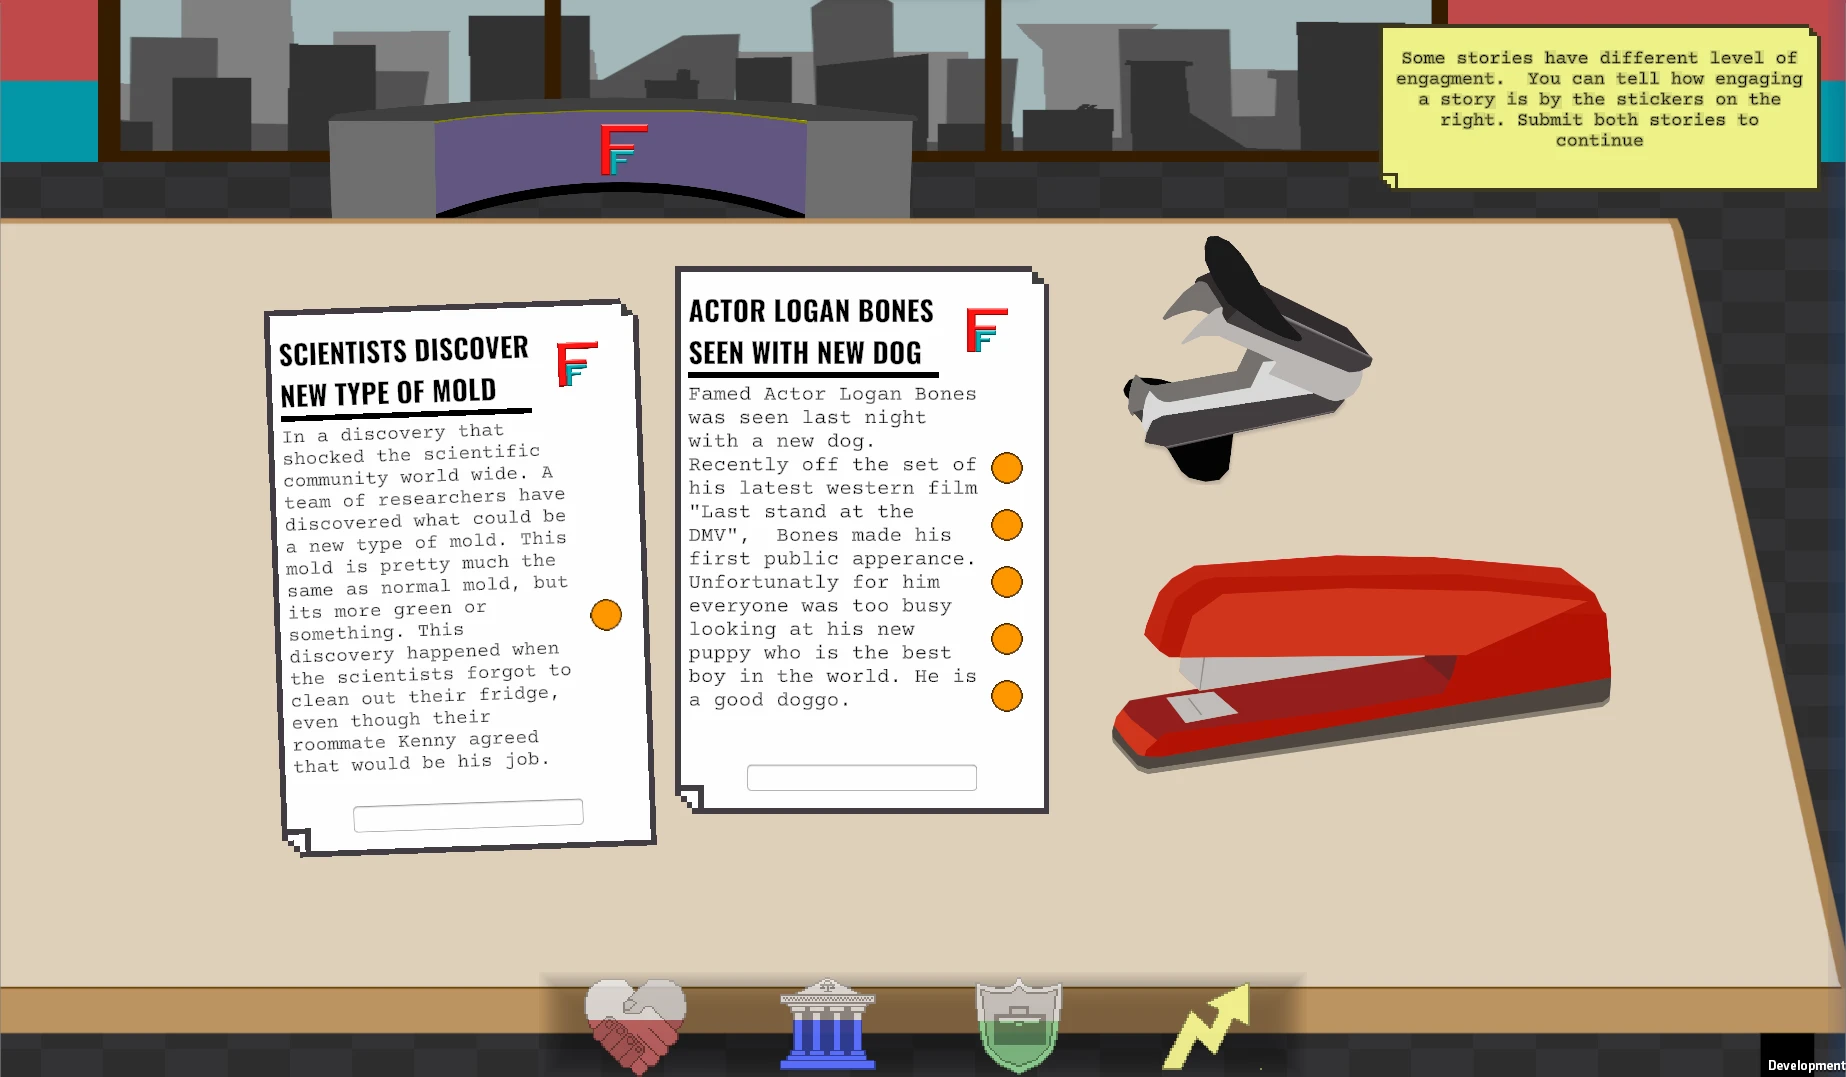 Some stories have different level of
engagment. You can tell how engaging
a story is by the stickers on the
right. Submit both stories to
continue
F
F
SCIENTISTS DISCOVER
NEW TYPE OF MOLD
F
F
In a discovery that
shocked the scientific
community world wide. A
team of researchers have
discovered what could be
a new type of mold. This
mold is pretty much the
same as normal mold, but
its more green or
something. This
discovery happened when
the scientists forgot to
clean out their fridge,
even though their
roommate Kenny agreed
that would be his job.
ACTOR LOGAN BONES
SEEN WITH NEW DOG
F
F
Famed Actor Logan Bones
was seen last night
with a new dog.
Recently off the set of
his latest western film
"Last stand at the
DMV",  Bones made his
first public apperance.
Unfortunatly for him
everyone was too busy
looking at his new
puppy who is the best
boy in the world. He is
a good doggo.
Development